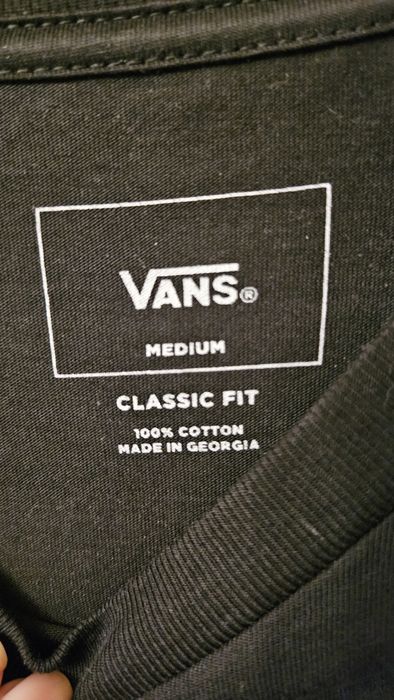 VANS®
MEDIUM
CLASSIC FIT
100% COTTON
MADE IN GEORGIA